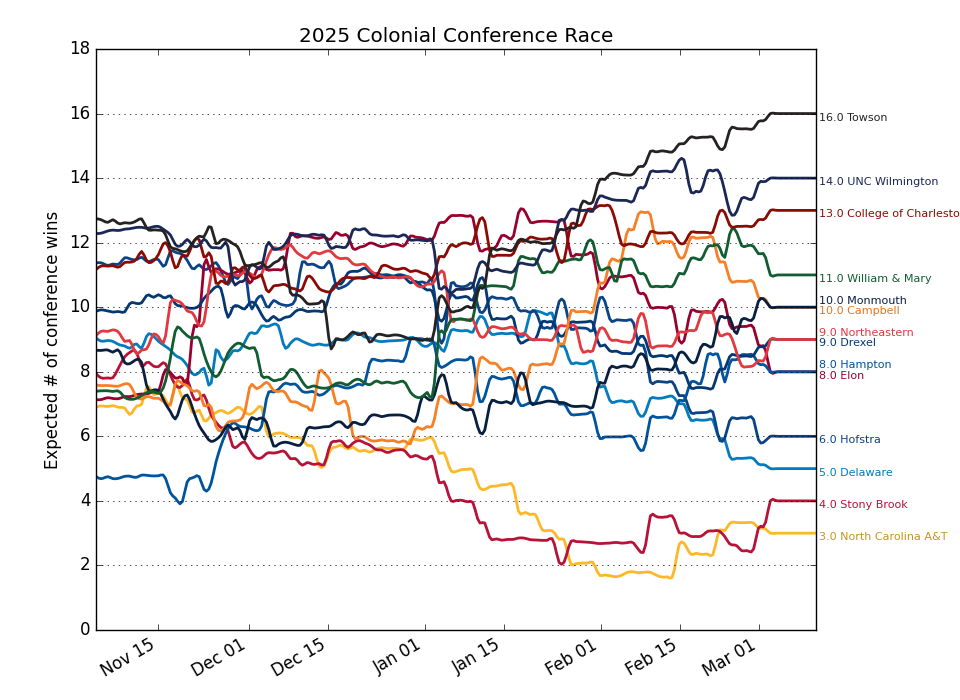 2025 Colonial Conference Race
Expected # of conference wins
18
16
14
12
10
8
6
4
2
0
16.0 Towson
14.0 UNC Wilmington
13.0 College of Charlesto
11.0 William & Mary
10.0 Monmouth
10.0 Campbell
9.0 Northeastern
9.0 Drexel
8.0 Hampton
8.0 Elon
6.0 Hofstra
5.0 Delaware
4.0 Stony Brook
3.0 North Carolina A&T
Nov 15
Dec 01
Dec 15
Jan 01
Jan 15
Feb 01
Feb 15
Mar 01